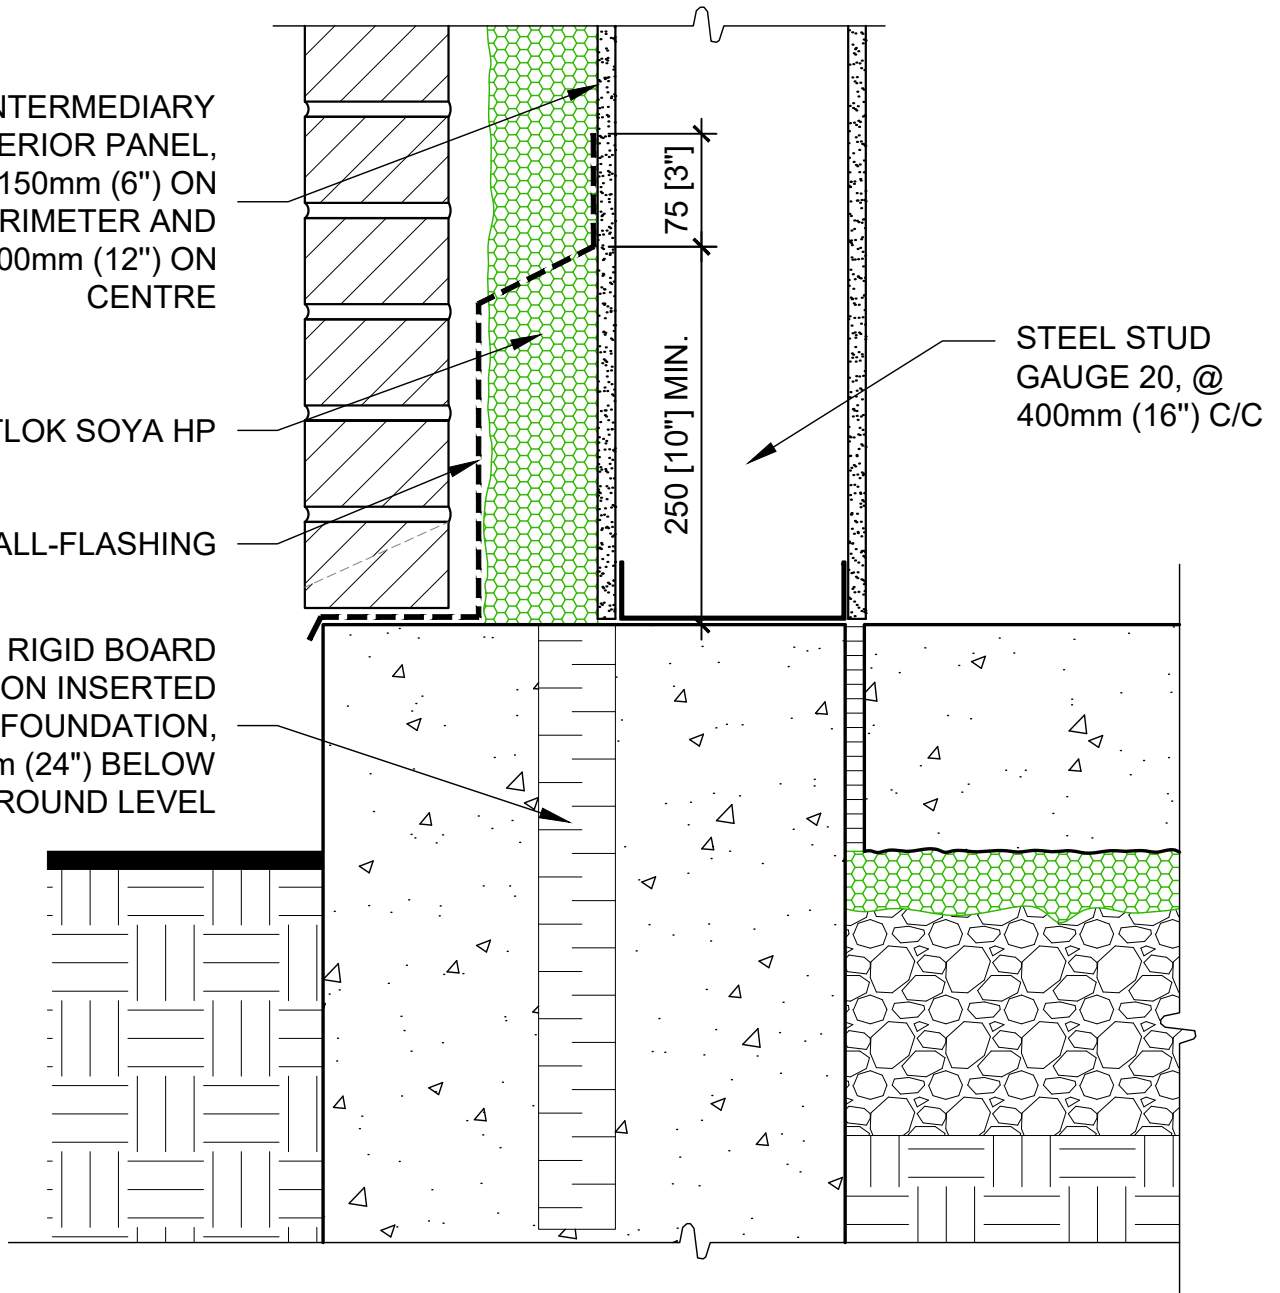 NTERMEDIARY
ERIOR PANEL,
150mm (6") ON
RIMETER AND
00mm (12") ON
CENTRE
TLOK SOYA HP
ALL-FLASHING
RIGID BOARD
ON INSERTED
FOUNDATION,
m (24") BELOW
ROUND LEVEL
75 [3"]
250 [10"] MIN.
STEEL STUD
GAUGE 20, @
400mm (16") C/C